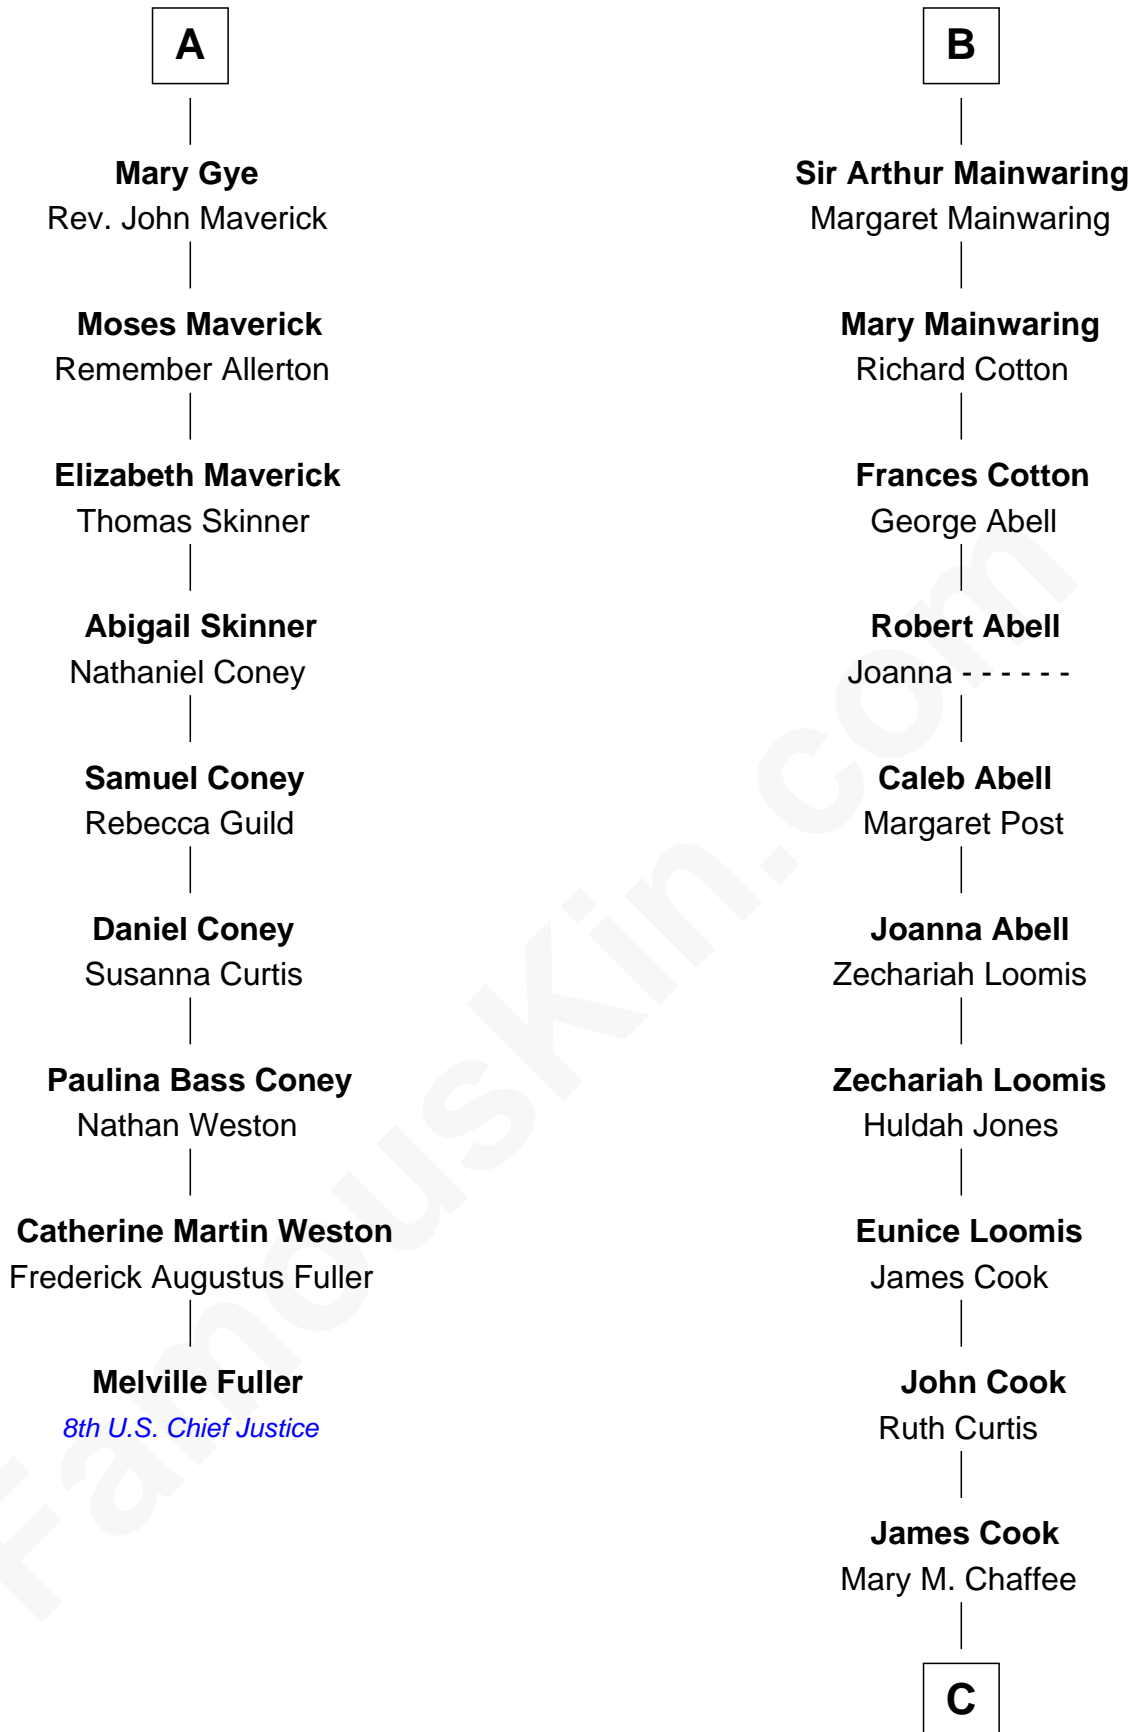 A
Mary Gye
Rev. John Maverick
Moses Maverick
Remember Allerton
Elizabeth Maverick
Thomas Skinner
Abigail Skinner
Nathaniel Coney
Samuel Coney
Rebecca Guild
Daniel Coney
Susanna Curtis
Paulina Bass Coney
Nathan Weston
Catherine Martin Weston
Frederick Augustus Fuller
Melville Fuller
8th U.S. Chief Justice
B
Sir Arthur Mainwaring
Margaret Mainwaring
Mary Mainwaring
Richard Cotton
Frances Cotton
George Abell
Robert Abell
Joanna - - - - - -
Caleb Abell
Margaret Post
Joanna Abell
Zechariah Loomis
Zechariah Loomis
Huldah Jones
Eunice Loomis
James Cook
John Cook
Ruth Curtis
James Cook
Mary M. Chaffee
C
FamousKin.com